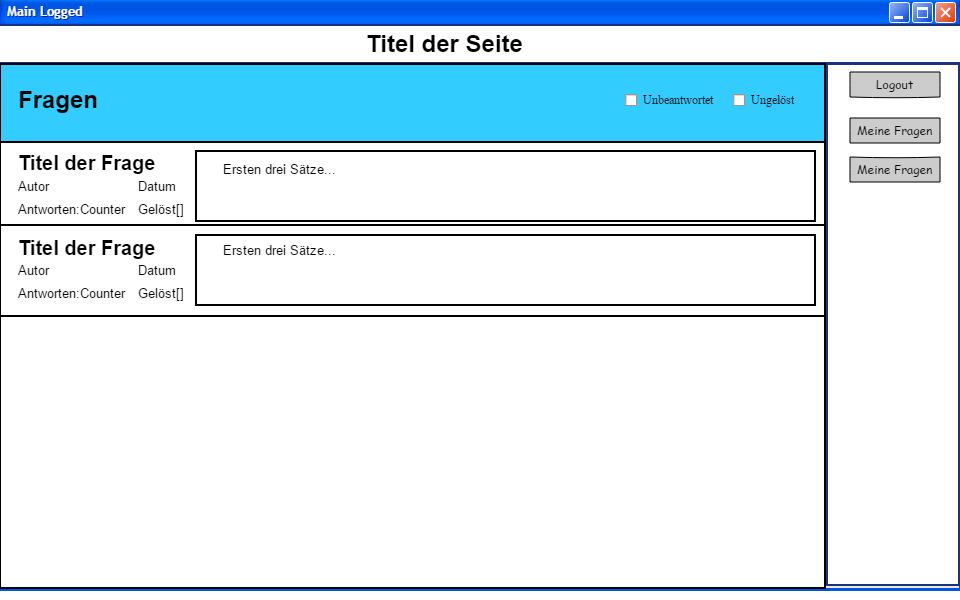 Main Logged
Titel der Seite
Fragen
Unbeantwortet Ungelöst
Logout
Meine Fragen
Meine Fragen
Titel der Frage
Autor Datum
Antworten:Counter Gelöst[]
Ersten drei Sätze...
Titel der Frage
Autor Datum
Antworten:Counter Gelöst[]
Ersten drei Sätze...